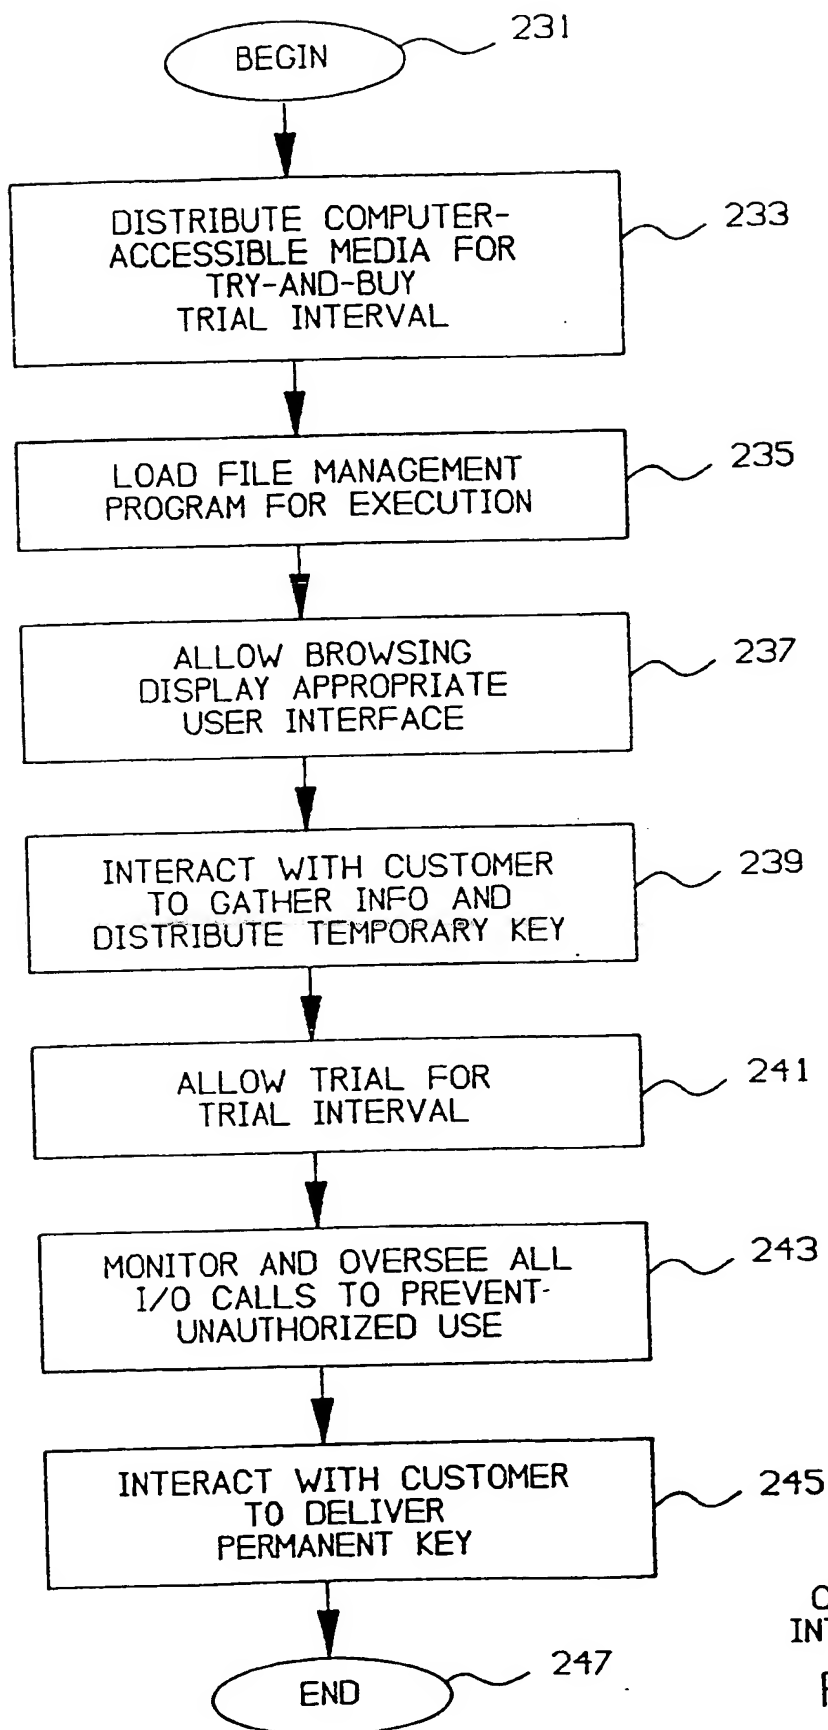 BEGIN
231
DISTRIBUTE COMPUTER-
ACCESSIBLE MEDIA FOR
TRY-AND-BUY
TRIAL INTERVAL
233
LOAD FILE MANAGEMENT
PROGRAM FOR EXECUTION
235
ALLOW BROWSING
DISPLAY APPROPRIATE
USER INTERFACE
237
INTERACT WITH CUSTOMER
TO GATHER INFO AND
DISTRIBUTE TEMPORARY KEY
239
ALLOW TRIAL FOR
TRIAL INTERVAL
241
MONITOR AND OVERSEE ALL
I/O CALLS TO PREVENT-
UNAUTHORIZED USE
243
INTERACT WITH CUSTOMER
TO DELIVER
PERMANENT KEY
245
END
247